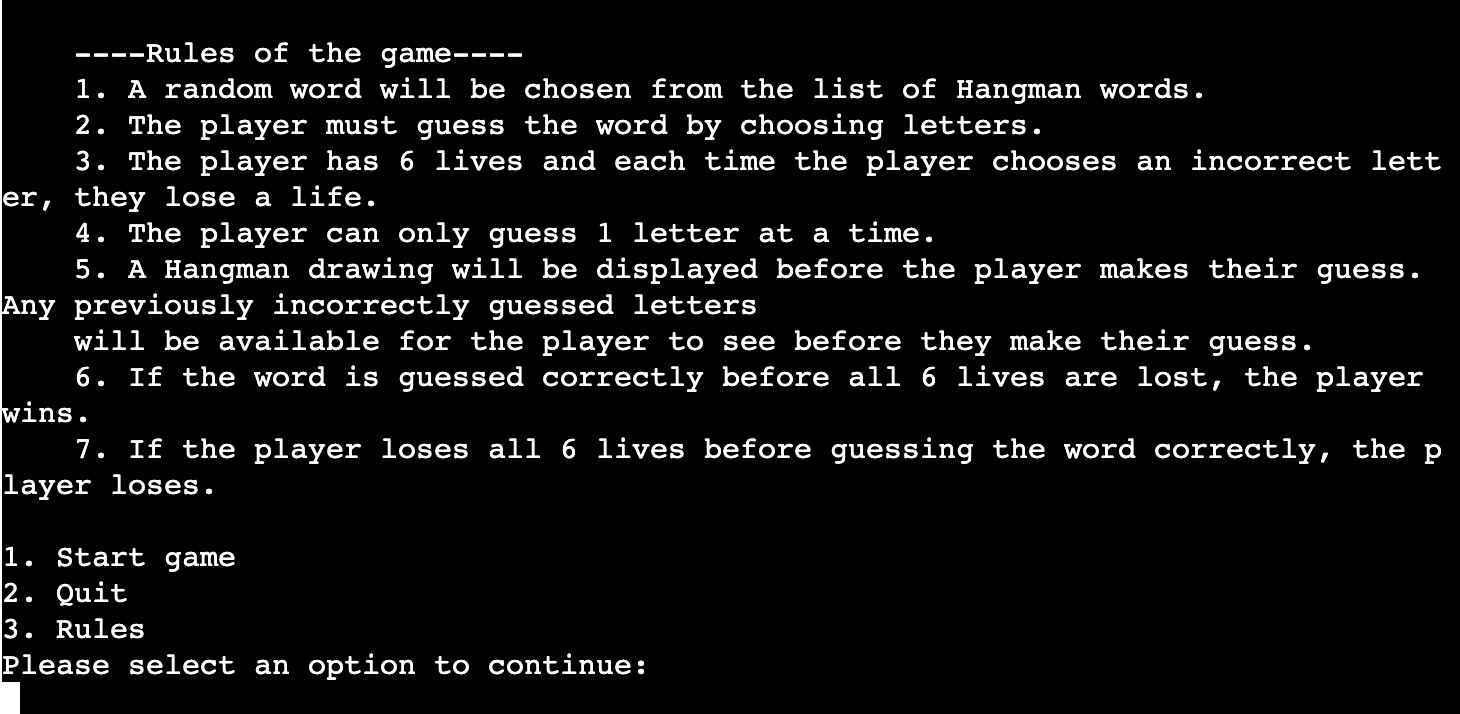 ----Rules of the game----
1. A random word will be chosen from the list of Hangman words.
2. The player must guess the word by choosing letters.
3. The player has 6 lives and each time the player chooses an incorrect lett
er, they lose a life.
4. The player can only guess 1 letter at a time.
5. A Hangman drawing will be displayed before the player makes their guess.
Any previously incorrectly guessed letters
will be available for the player to see before they make their guess.
6. If the word is guessed correctly before all 6 lives are lost, the player
wins.
7. If the player loses all 6 lives before guessing the word correctly, the p
layer loses.
1. Start game
2. Quit
3. Rules
Please select an option to continue: